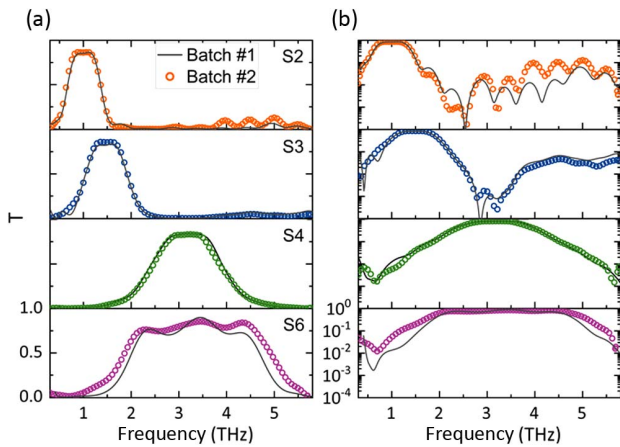 (a)
(b)
Batch #1
Batch #2
S2
S3
S4
S6
T
1.0
0.5
0.0
1 2 3 4 5
Frequency (THz)
10^0
10^-1
10^-2
10^-3
10^-4
1 2 3 4 5
Frequency (THz)